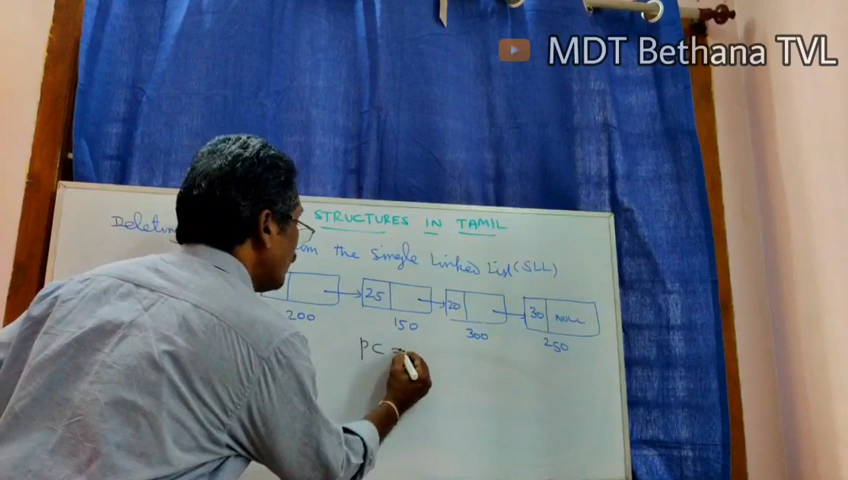 MDT Bethana TVL
STRUCTURES IN TAMIL
the Single Linked List (SLL)
25 20 30 NULL
200 150 300 250
PC =